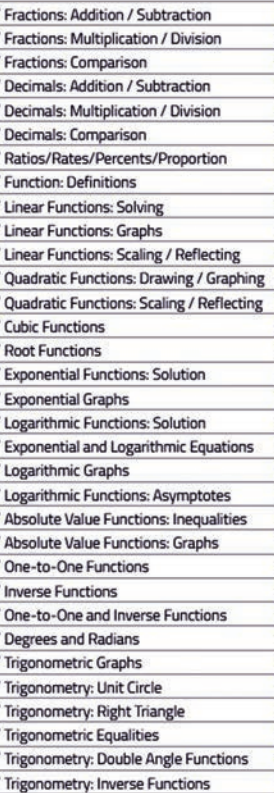 Fractions: Addition / Subtraction
Fractions: Multiplication / Division
Fractions: Comparison
Decimals: Addition / Subtraction
Decimals: Multiplication / Division
Decimals: Comparison
Ratios/Rates/Percents/Proportion
Function: Definitions
Linear Functions: Solving
Linear Functions: Graphs
Linear Functions: Scaling / Reflecting
Quadratic Functions: Drawing / Graphing
Quadratic Functions: Scaling / Reflecting
Cubic Functions
Root Functions
Exponential Functions: Solution
Exponential Graphs
Logarithmic Functions: Solution
Exponential and Logarithmic Equations
Logarithmic Graphs
Logarithmic Functions: Asymptotes
Absolute Value Functions: Inequalities
Absolute Value Functions: Graphs
One-to-One Functions
Inverse Functions
One-to-One and Inverse Functions
Degrees and Radians
Trigonometric Graphs
Trigonometry: Unit Circle
Trigonometry: Right Triangle
Trigonometric Equalities
Trigonometry: Double Angle Functions
Trigonometry: Inverse Functions